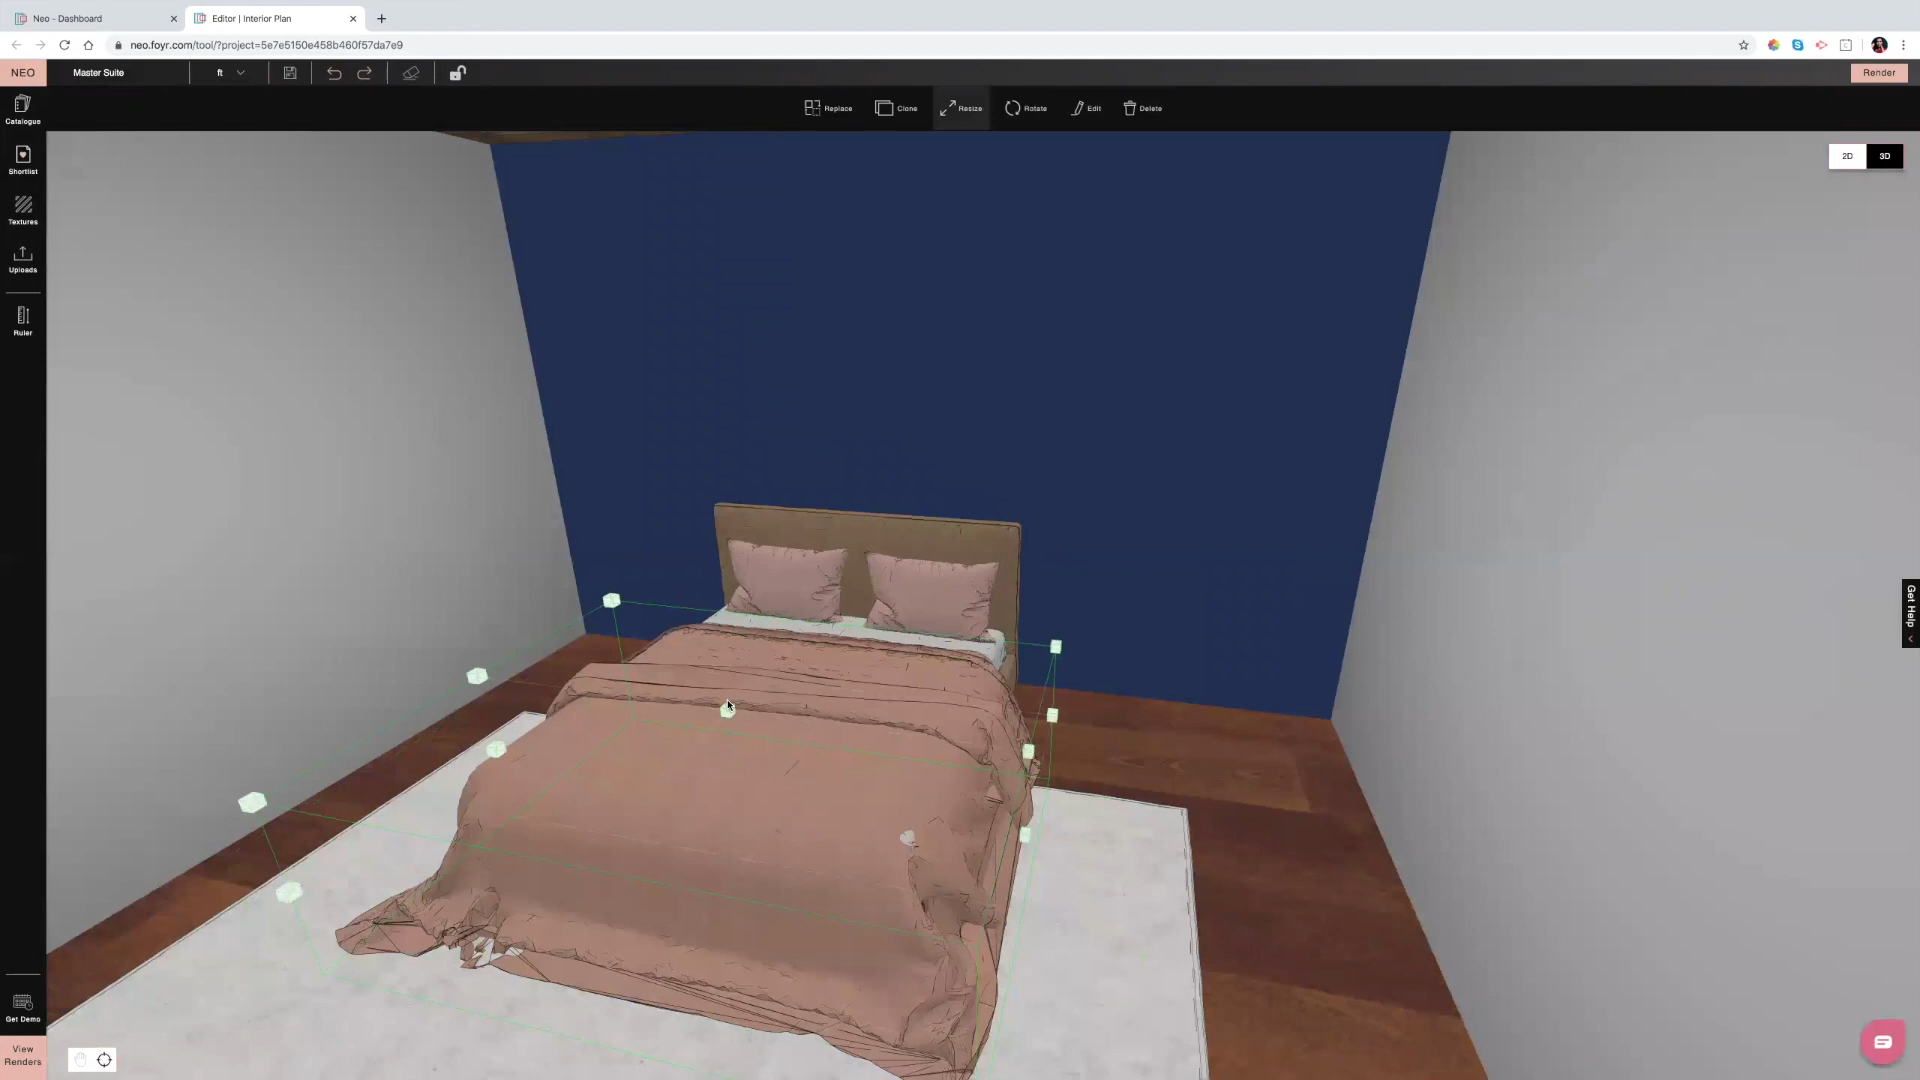 Neo - Dashboard
Editor | Interior Plan
neo.foyr.com/tool/?project=5e7e5150e458b460f57da7e9
NEO
Master Suite
ft
Render
Catalogue
Replace
Clone
Resize
Rotate
Edit
Delete
2D
3D
Shortlist
Textures
Uploads
Ruler
Get Help
Get Demo
View
Renders